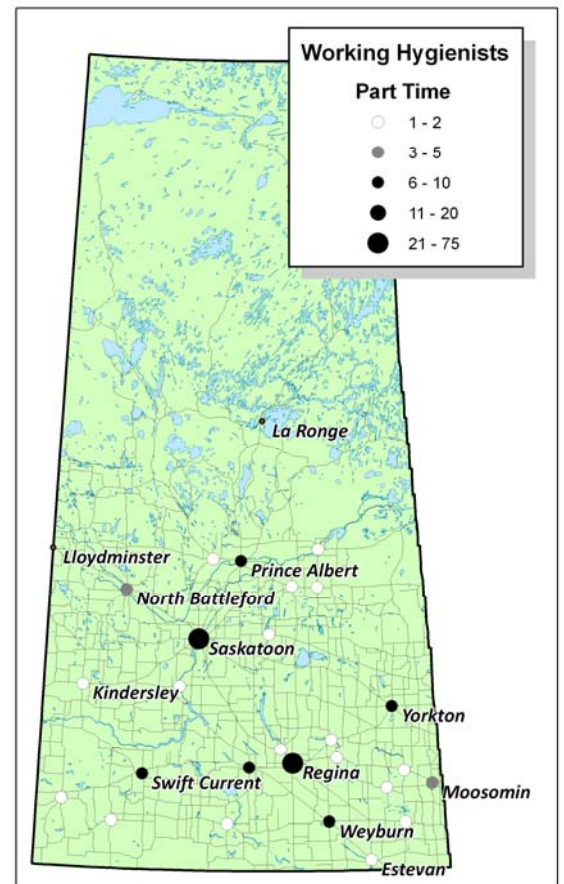 Working Hygienists
Part Time
1 - 2
3 - 5
6 - 10
11 - 20
21 - 75
La Ronge
Lloydminster
Prince Albert
North Battleford
Saskatoon
Kindersley
Yorkton
Swift Current
Regina
Moosomin
Weyburn
Estevan